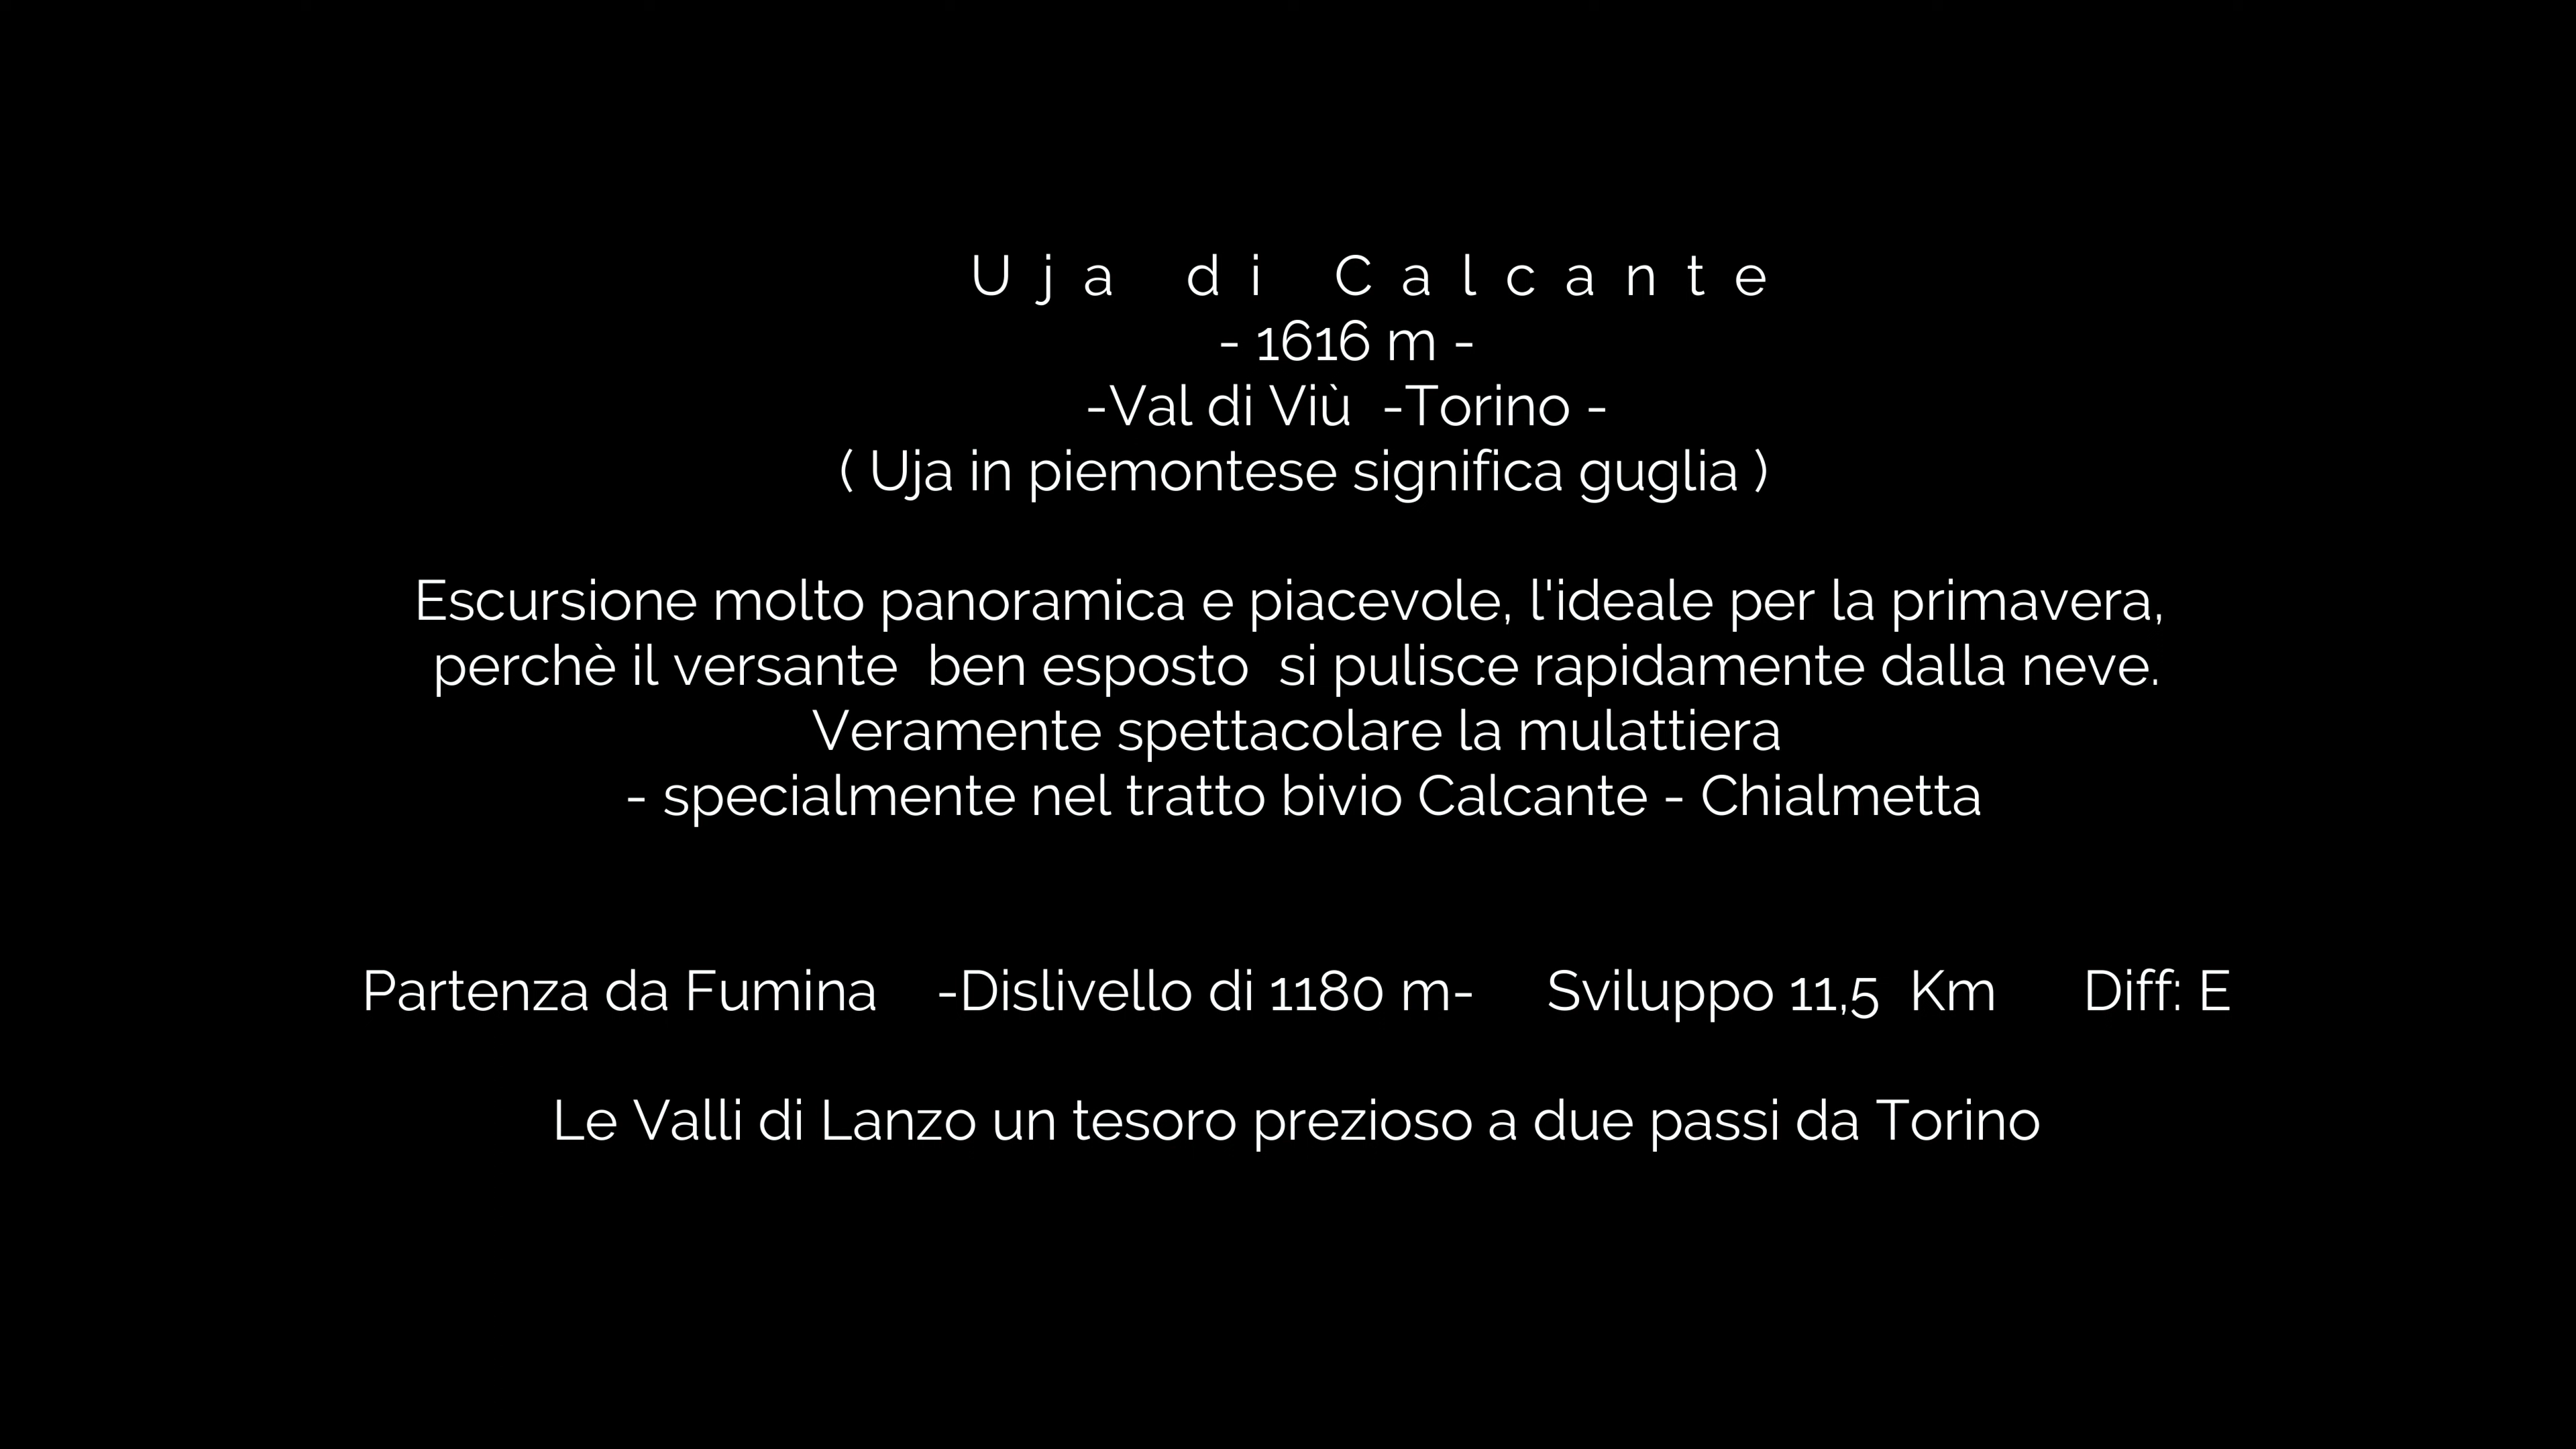 Uja di Calcante
- 1616 m -
-Val di Viù -Torino -
( Uja in piemontese significa guglia )
Escursione molto panoramica e piacevole, l'ideale per la primavera,
perchè il versante ben esposto si pulisce rapidamente dalla neve.
Veramente spettacolare la mulattiera
- specialmente nel tratto bivio Calcante - Chialmetta
Partenza da Fumina -Dislivello di 1180 m- Sviluppo 11,5 Km Diff: E
Le Valli di Lanzo un tesoro prezioso a due passi da Torino